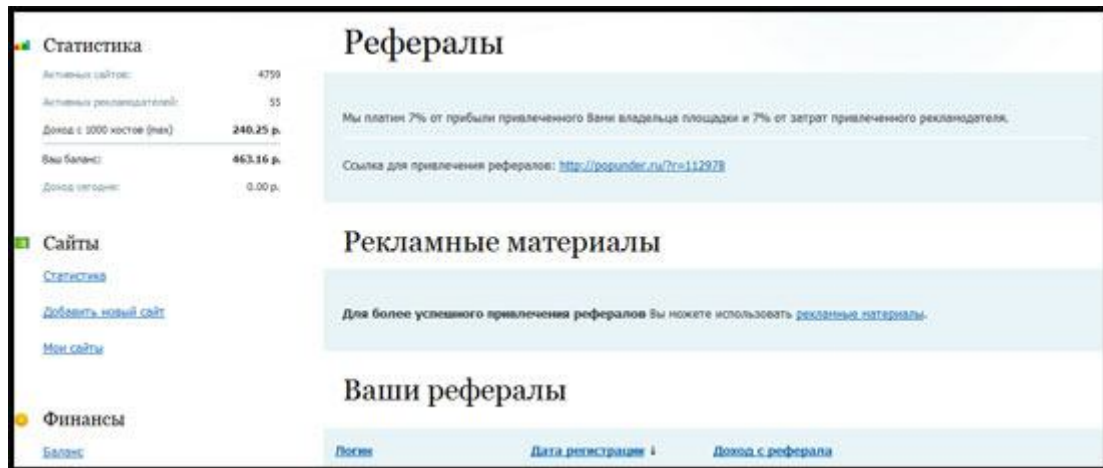 Статистика
Активных сайтов: 4759
Активных рекламодателей: 55
Доход с 1000 хостов (max) 240.25 р.
Ваш баланс: 463.16 р.
Доход сегодня: 0.00 р.
Сайты
Статистика
Добавить новый сайт
Мои сайты
Финансы
Баланс
Рефералы
Мы платим 7% от прибыли привлеченного Вами владельца площадки и 7% от затрат привлеченного рекламодателя.
Ссылка для привлечения рефералов: http://popunder.ru/?r=112978
Рекламные материалы
Для более успешного привлечения рефералов Вы можете использовать рекламные материалы.
Ваши рефералы
Логин Дата регистрации ↓ Доход с реферала